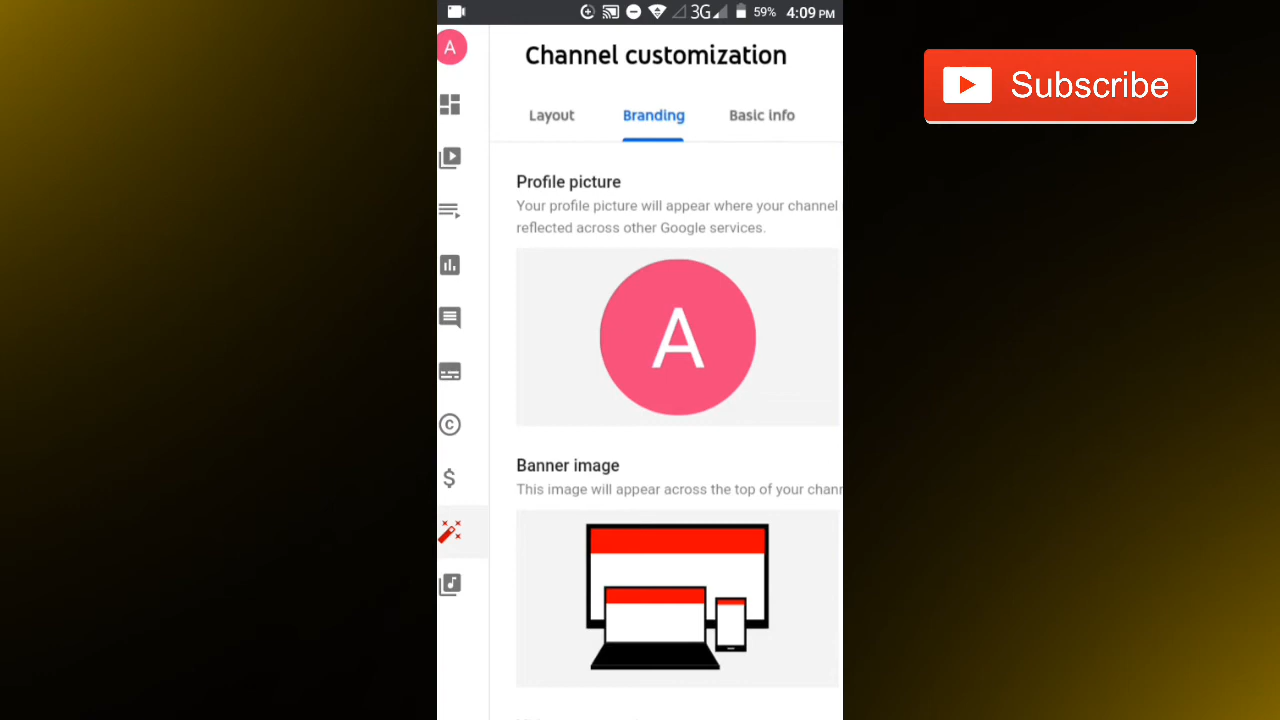 3G 59% 4:09 PM
A
Channel customization
Subscribe
Layout Branding Basic info
Profile picture
Your profile picture will appear where your channel
reflected across other Google services.
A
Banner image
This image will appear across the top of your chann